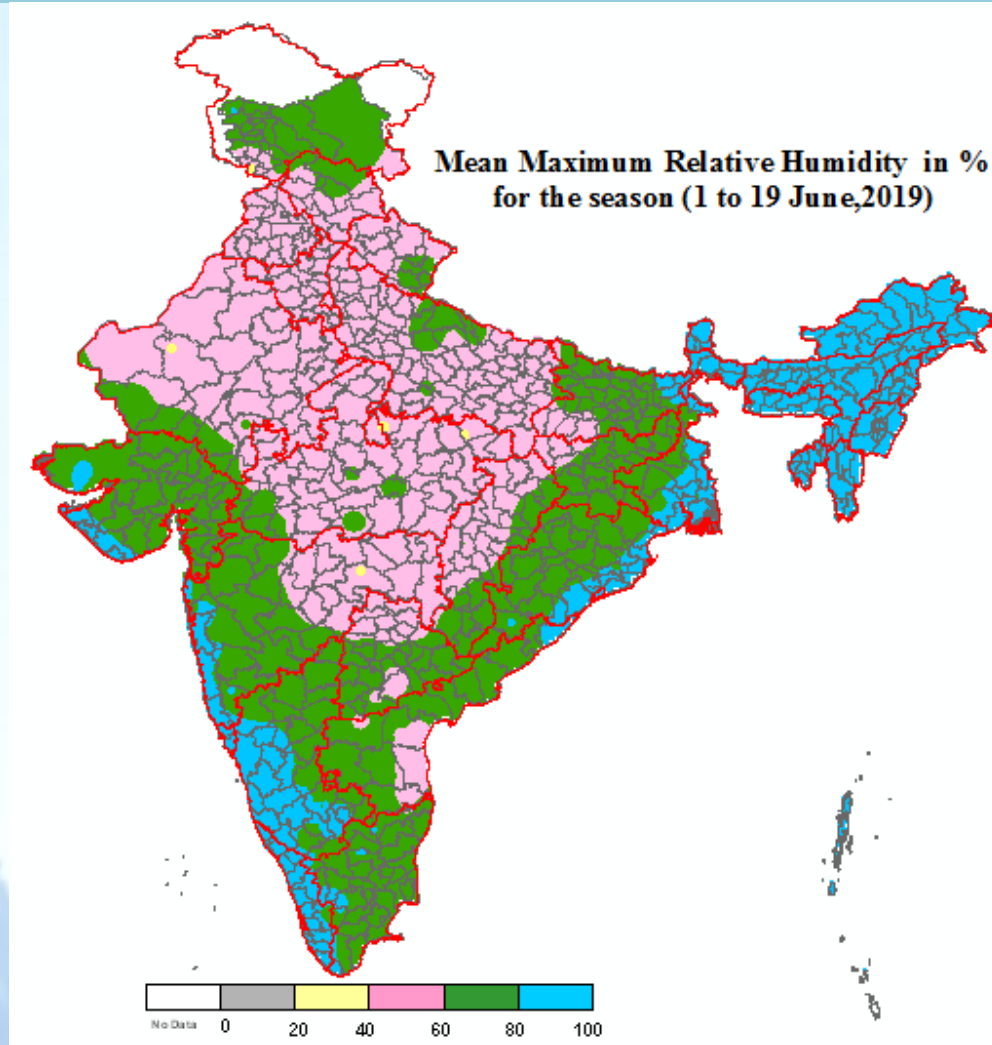 Mean Maximum Relative Humidity in %
for the season (1 to 19 June,2019)
No Data 0 20 40 60 80 100